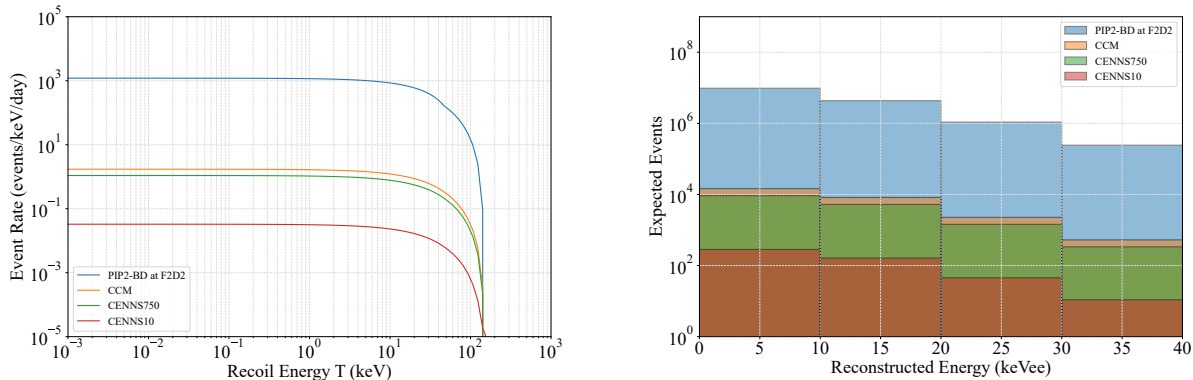 10^5
10^3
10^1
10^−1
10^−3
10^−5
Event Rate (events/keV/day)
PIP2-BD at F2D2
CCM
CENNS750
CENNS10
10^−3 10^−2 10^−1 10^0 10^1 10^2 10^3
Recoil Energy T (keV)
10^8
10^6
10^4
10^2
10^0
Expected Events
PIP2-BD at F2D2
CCM
CENNS750
CENNS10
0 5 10 15 20 25 30 35 40
Reconstructed Energy (keVee)